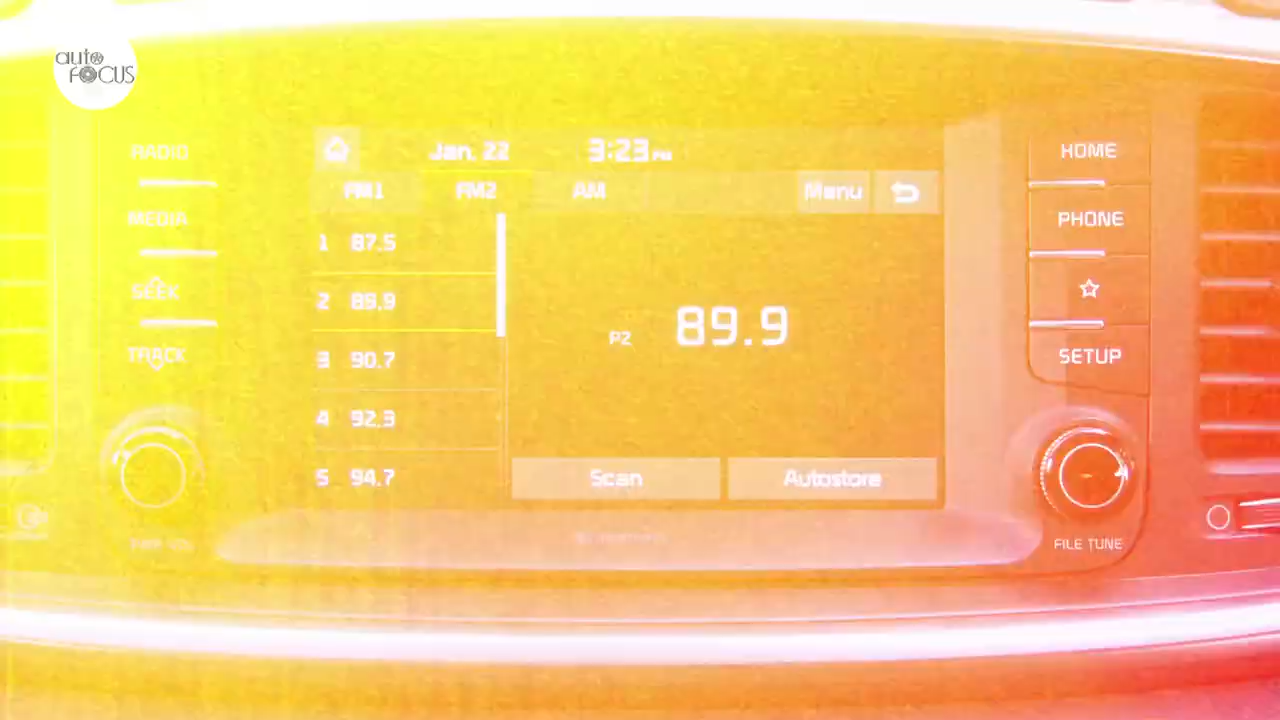 auto
FOCUS
RADIO
MEDIA
SEEK
TRACK
Jan. 22 3:23 PM
FM1 FM2 AM Menu
1 87.5
2 89.9
3 90.7
4 92.3
5 94.7
P2 89.9
Scan Autostore
HOME
PHONE
SETUP
FILE TUNE